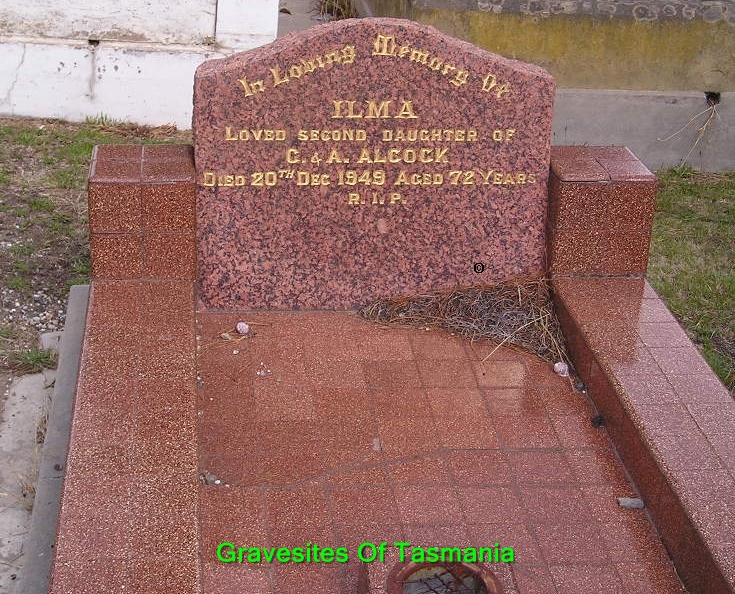 In Loving Memory Of
ILMA
LOVED SECOND DAUGHTER OF
C. & A. ALCOCK
DIED 20TH DEC 1949 AGED 72 YEARS
R.I.P.
Gravesites Of Tasmania